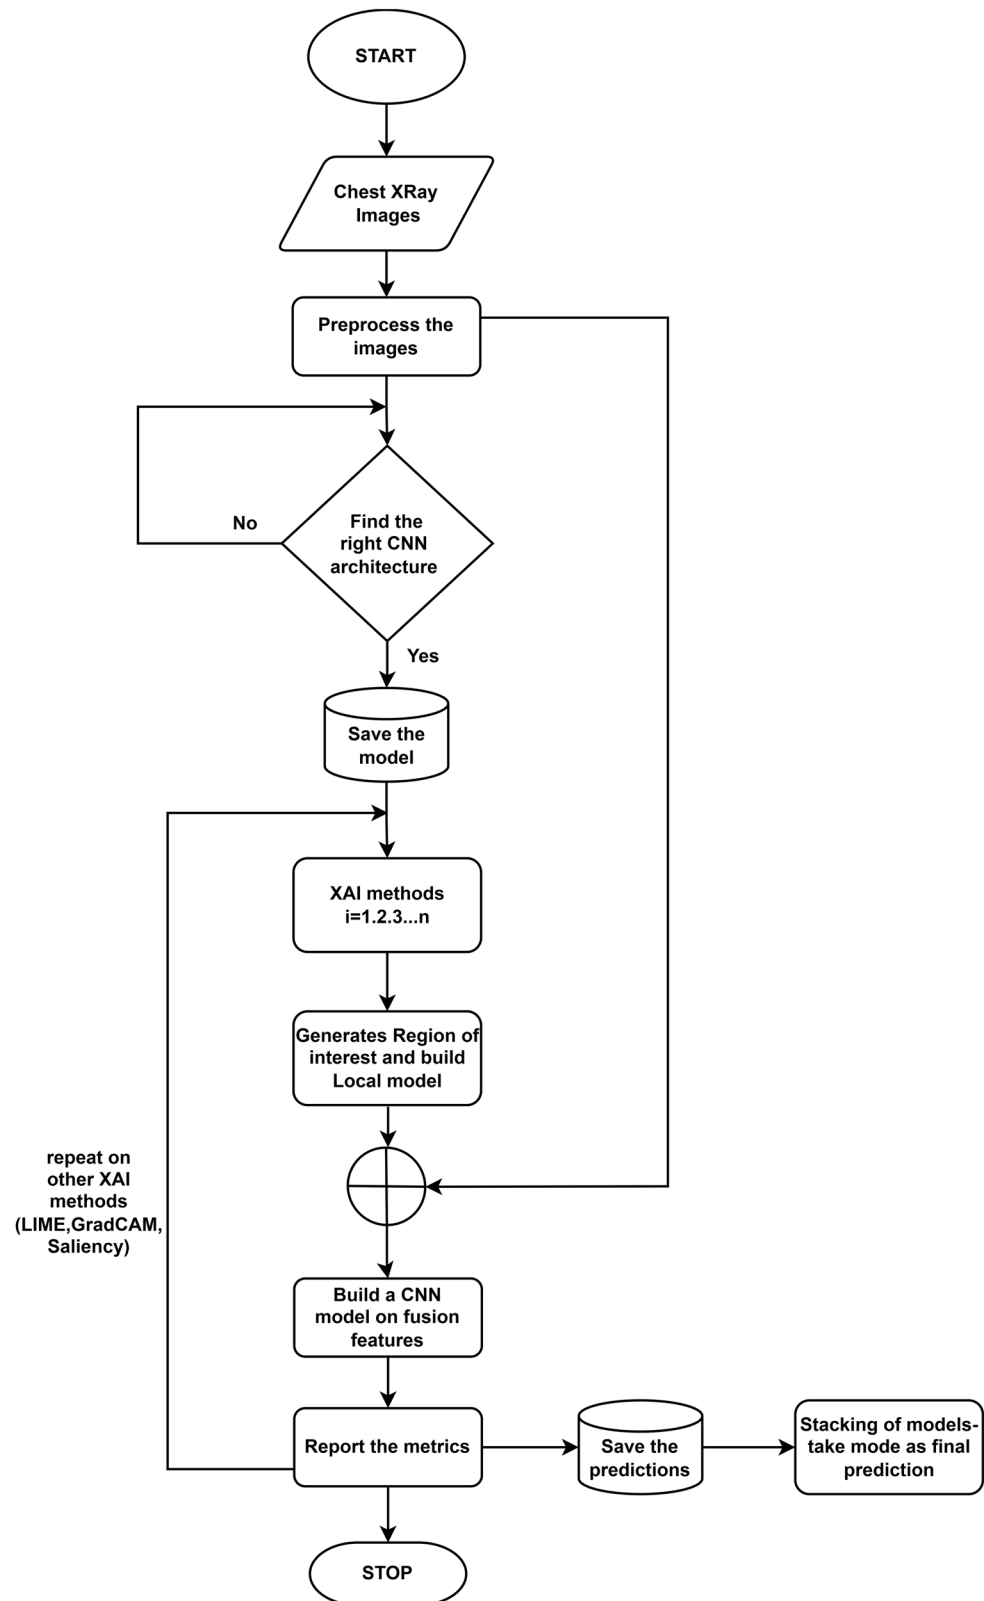 START
Chest XRay
Images
Preprocess the
images
No
Find the
right CNN
architecture
Yes
Save the
model
XAI methods
i=1.2.3...n
Generates Region of
interest and build
Local model
repeat on
other XAI
methods
(LIME,GradCAM,
Saliency)
Build a CNN
model on fusion
features
Report the metrics
Save the
predictions
Stacking of models-
take mode as final
prediction
STOP